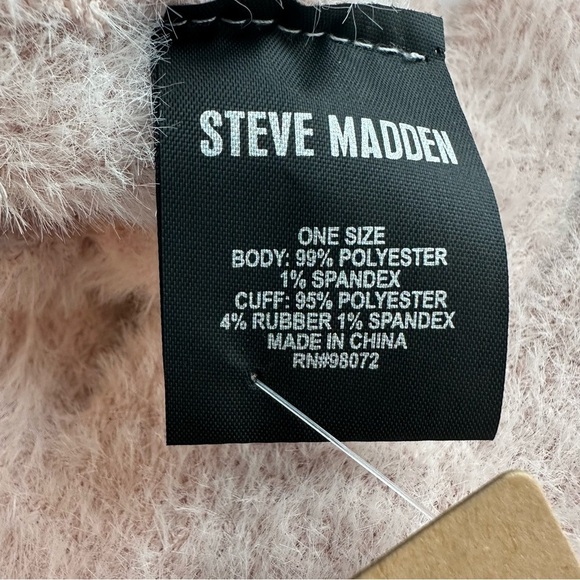 STEVE MADDEN
ONE SIZE
BODY: 99% POLYESTER
1% SPANDEX
CUFF: 95% POLYESTER
4% RUBBER 1% SPANDEX
MADE IN CHINA
RN#98072